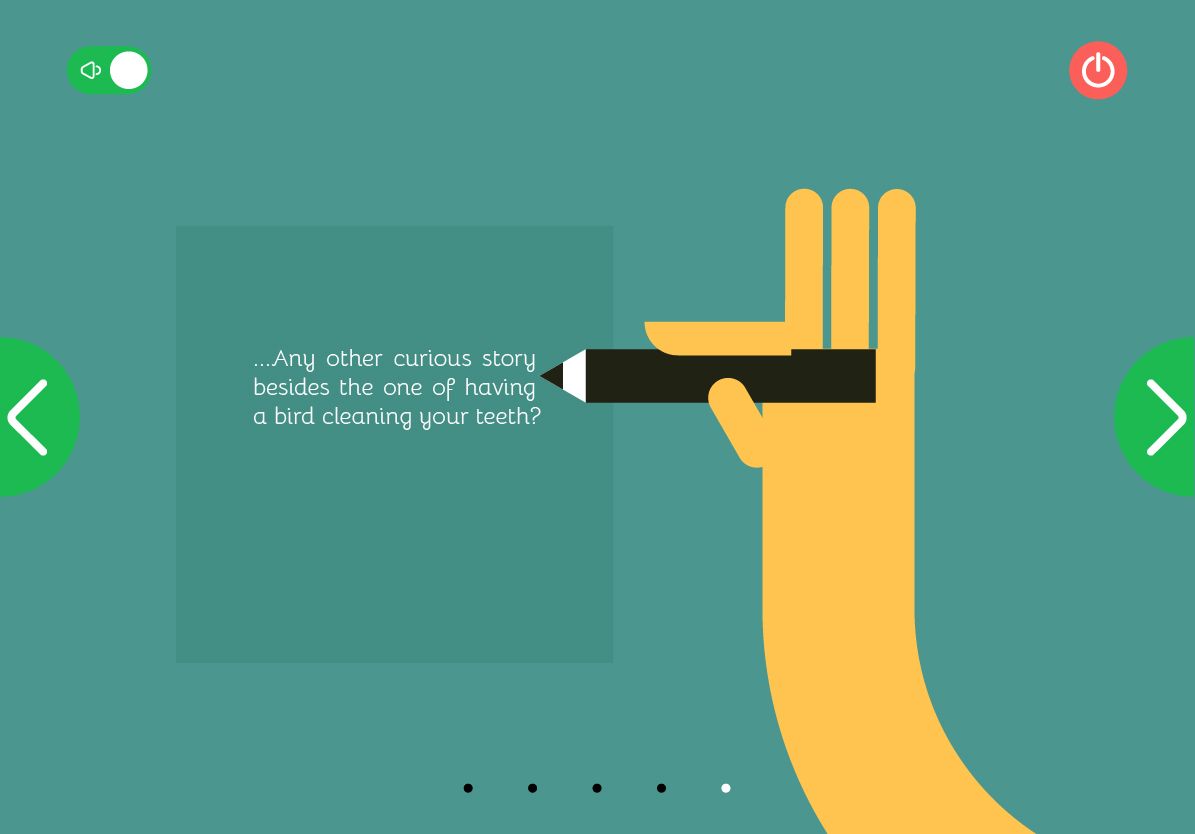 ...Any other curious story
besides the one of having
a bird cleaning your teeth?